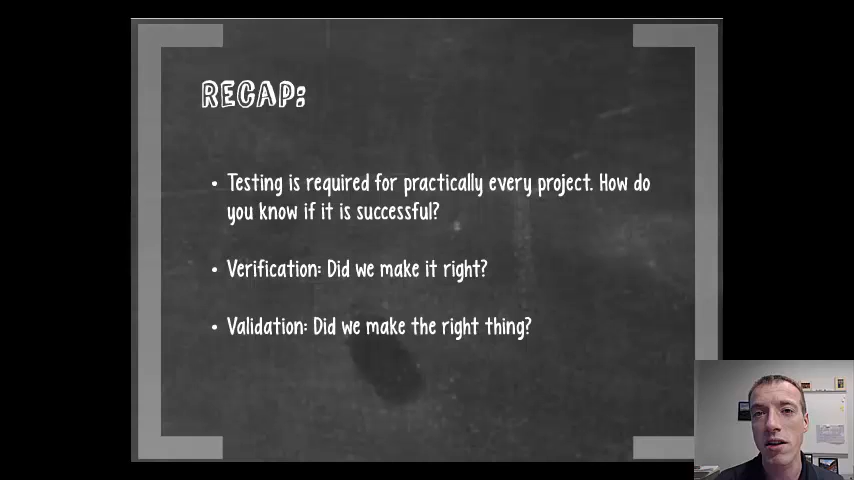 RECAP:
• Testing is required for practically every project. How do
you know if it is successful?
• Verification: Did we make it right?
• Validation: Did we make the right thing?